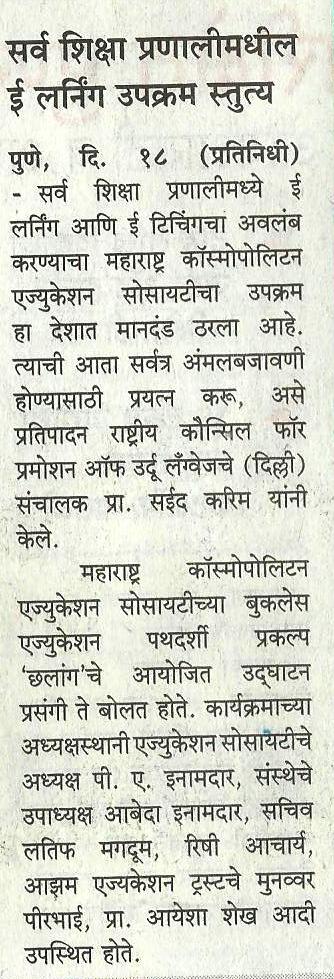 सर्व शिक्षा प्रणालीमधील
ई लर्निंग उपक्रम स्तुत्य
पुणे, दि. १८ (प्रतिनिधी)
- सर्व शिक्षा प्रणालीमध्ये ई
लर्निंग आणि ई टिचिंगचा अवलंब
करण्याचा महाराष्ट्र कॉस्मोपोलिटन
एज्युकेशन सोसायटीचा उपक्रम
हा देशात मानदंड ठरला आहे.
त्याची आता सर्वत्र अंमलबजावणी
होण्यासाठी प्रयत्न करू, असे
प्रतिपादन राष्ट्रीय कौन्सिल फॉर
प्रमोशन ऑफ उर्दू लँग्वेजचे (दिल्ली)
संचालक प्रा. सईद करिम यांनी
केले.
महाराष्ट्र कॉस्मोपोलिटन
एज्युकेशन सोसायटीच्या बुकलेस
एज्युकेशन पथदर्शी प्रकल्प
‘छलांग’चे आयोजित उद्घाटन
प्रसंगी ते बोलत होते. कार्यक्रमाच्या
अध्यक्षस्थानी एज्युकेशन सोसायटीचे
अध्यक्ष पी. ए. इनामदार, संस्थेचे
उपाध्यक्ष आबेदा इनामदार, सचिव
लतिफ मगदूम, रिषी आचार्य,
आझम एज्यकेशन ट्रस्टचे मुनव्वर
पीरभाई, प्रा. आयेशा शेख आदी
उपस्थित होते.